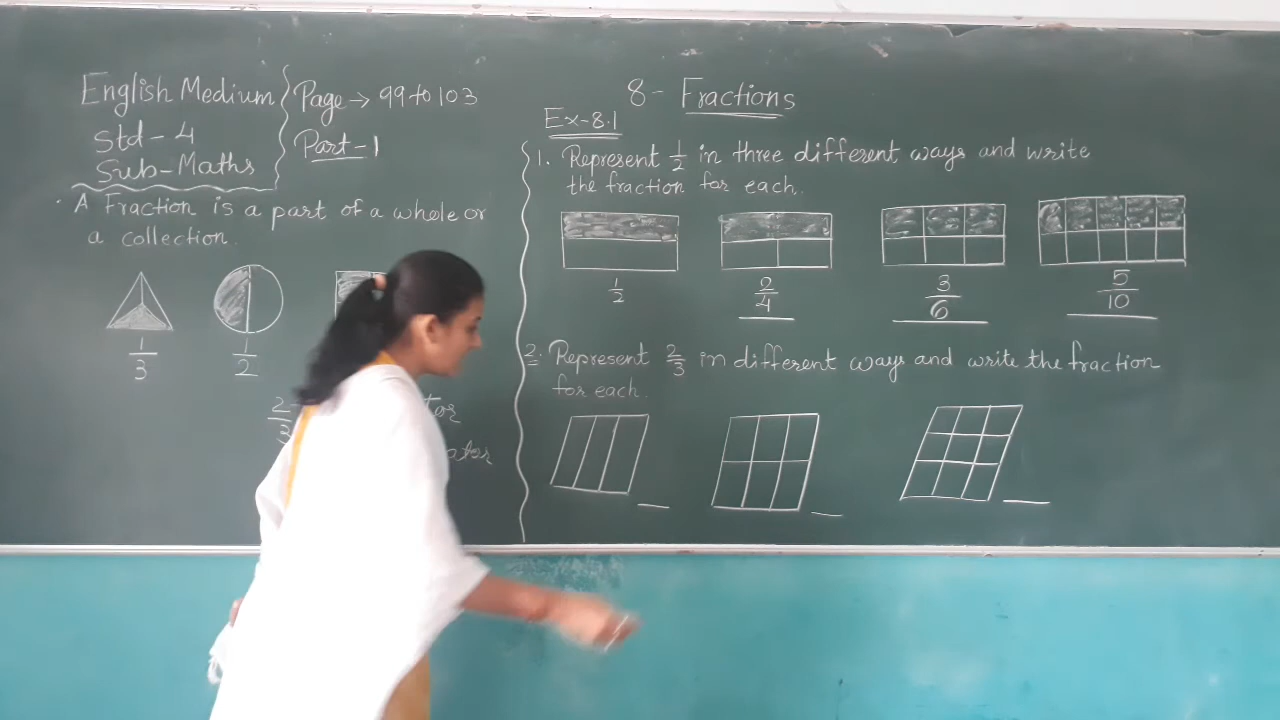 English Medium
Std-4
Sub-Maths
Page→ 99 to 103
Part-1
A Fraction is a part of a whole or
a collection.
1/3
1/2
2/3
8- Fractions
Ex-8.1
1. Represent 1/2 in three different ways and write
the fraction for each.
1/2
2/4
3/6
5/10
2. Represent 2/3 in different ways and write the fraction
for each.